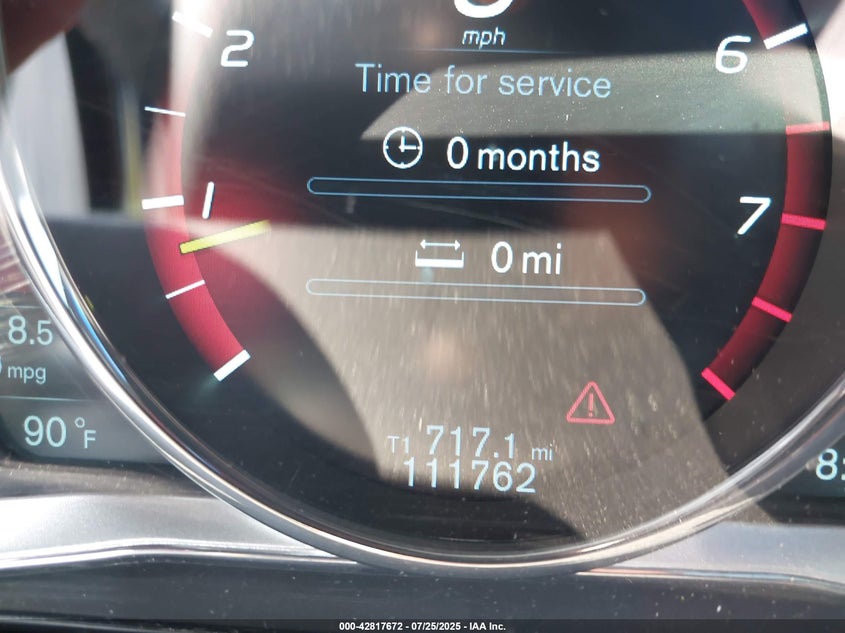 2
6
mph
Time for service
0 months
1
7
0 mi
8.5
mpg
90 °F
T1 717.1 mi
111762
8:
000-42817672 / 07/25/2025 - IAA Inc.